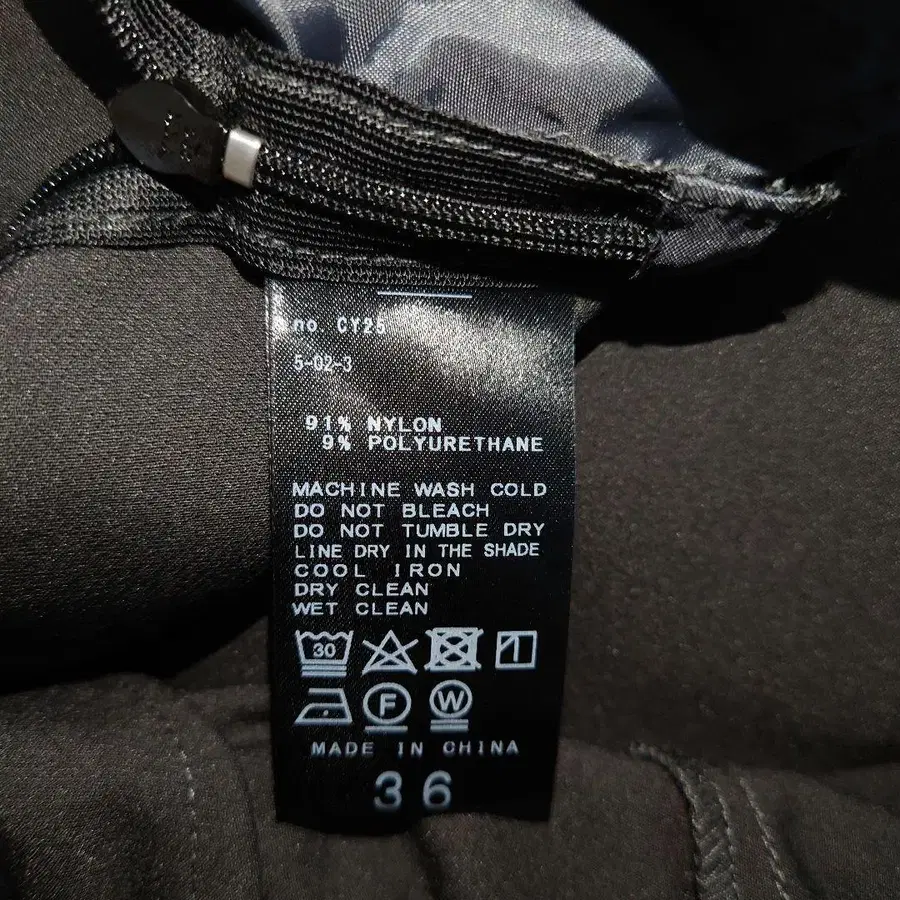 no. CY25
5-02-3
91% NYLON
9% POLYURETHANE
MACHINE WASH COLD
DO NOT BLEACH
DO NOT TUMBLE DRY
LINE DRY IN THE SHADE
COOL IRON
DRY CLEAN
WET CLEAN
30
F W
MADE IN CHINA
36